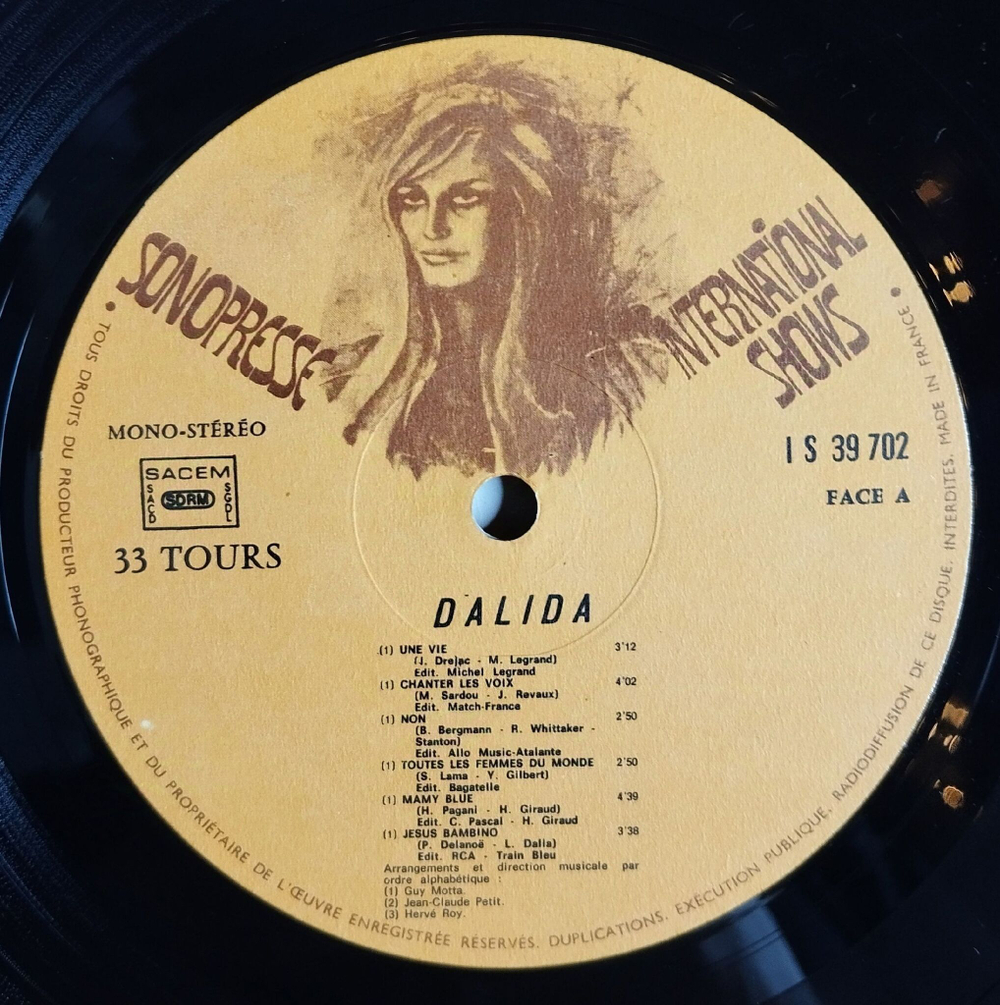 SONOPRESSE
INTERNATIONAL
SHOWS
MONO-STÉRÉO
SACEM
SACD
SDRM
SGDL
33 TOURS
I S 39 702
FACE A
DALIDA
(1) UNE VIE 3'12
(J. Drejac - M. Legrand)
Edit. Michel Legrand
(1) CHANTER LES VOIX 4'02
(M. Sardou - J. Revaux)
Edit. Match-France
(1) NON 2'50
(B. Bergmann - R. Whittaker -
Stanton)
Edit. Allo Music-Atalante
(1) TOUTES LES FEMMES DU MONDE 2'50
(S. Lama - Y. Gilbert)
Edit. Bagatelle
(1) MAMY BLUE 4'39
(H. Pagani - H. Giraud)
Edit. C. Pascal - H. Giraud
(1) JESUS BAMBINO 3'38
(P. Delanoë - L. Dalla)
Edit. RCA - Train Bleu
Arrangements et direction musicale par
ordre alphabétique :
(1) Guy Motta.
(2) Jean-Claude Petit.
(3) Hervé Roy.
• TOUS DROITS DU PRODUCTEUR PHONOGRAPHIQUE ET DU PROPRIÉTAIRE DE L'ŒUVRE ENREGISTRÉE RÉSERVÉS. DUPLICATIONS, EXÉCUTION PUBLIQUE, RADIODIFFUSION DE CE DISQUE, INTERDITES. MADE IN FRANCE •